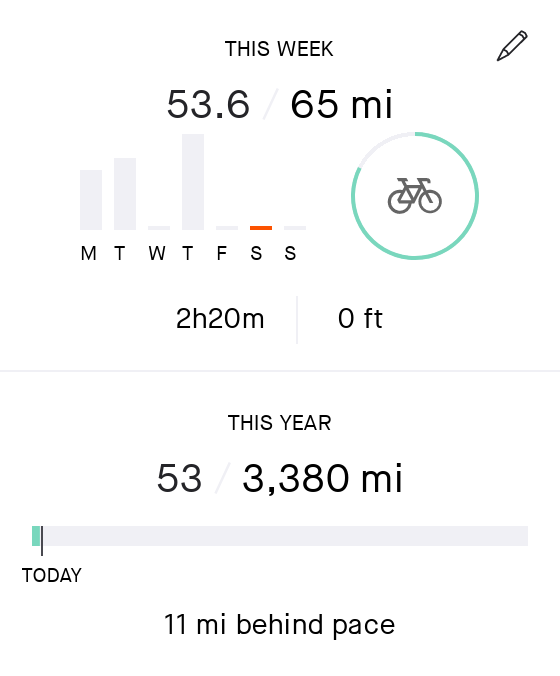 THIS WEEK
53.6 / 65 mi
M T W T F S S
2h20m | 0 ft
THIS YEAR
53 / 3,380 mi
TODAY
11 mi behind pace